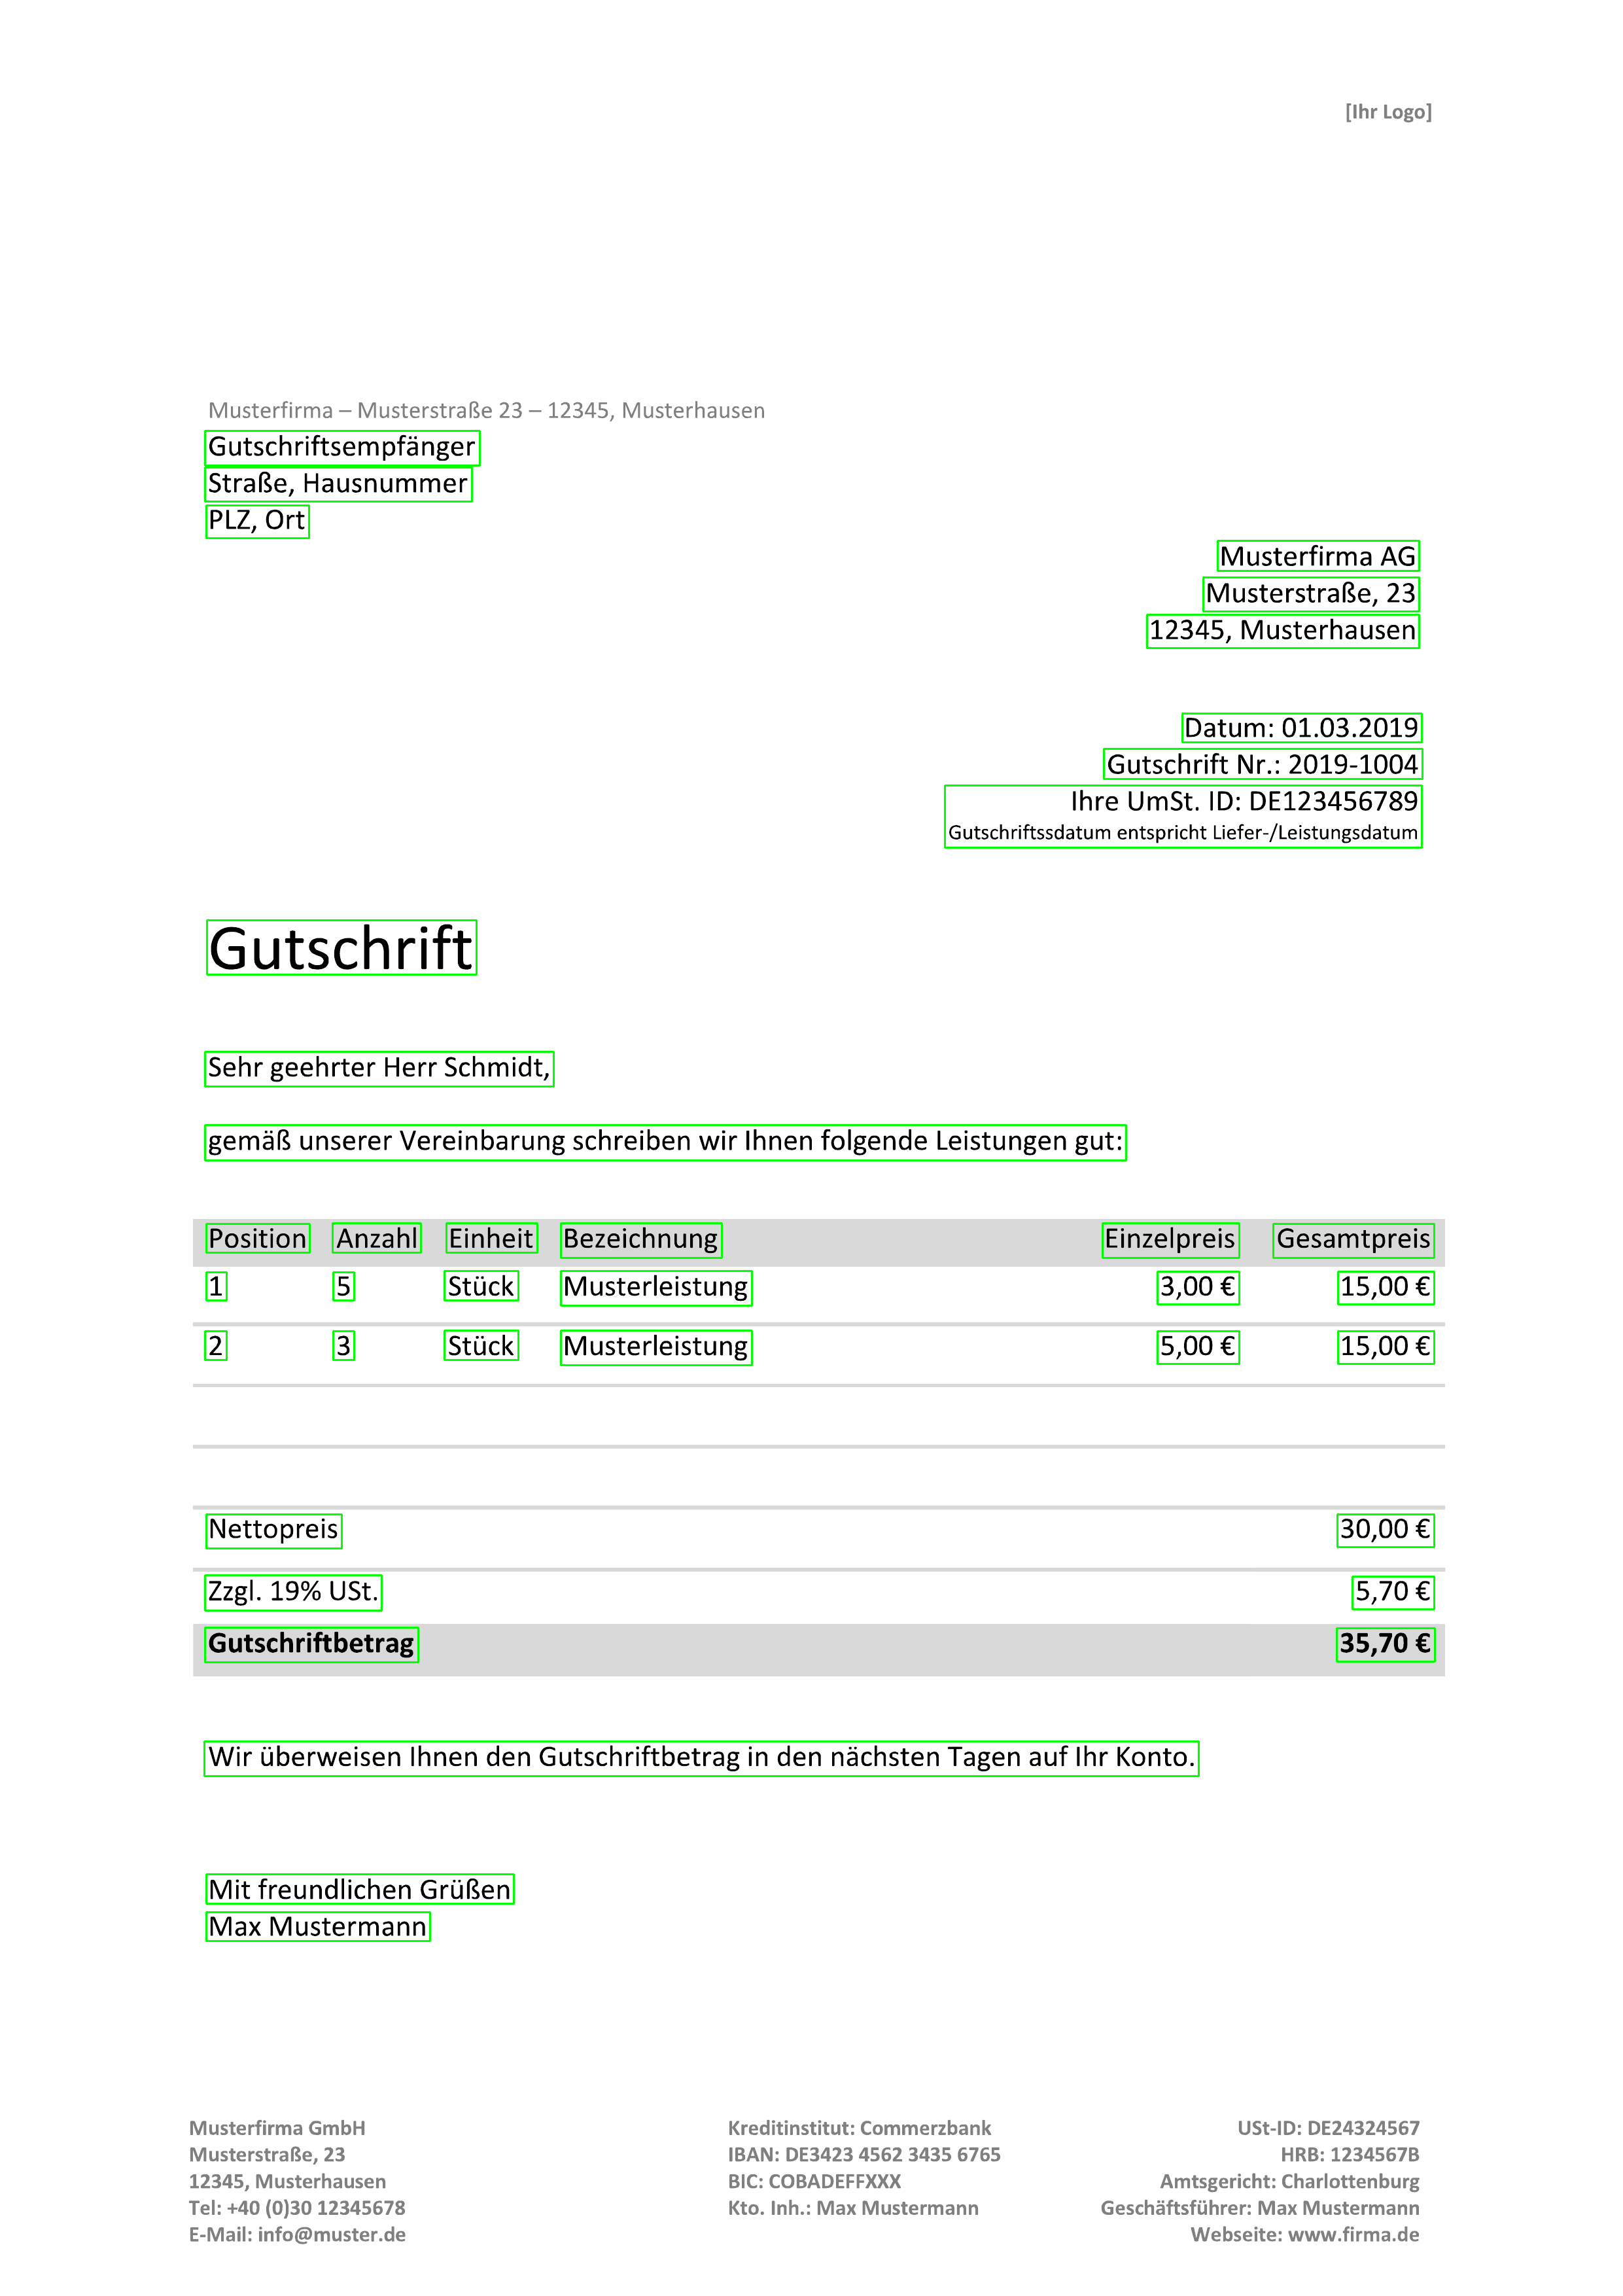 [Ihr Logo]
Musterfirma – Musterstraße 23 – 12345, Musterhausen
Gutschriftsempfänger
Straße, Hausnummer
PLZ, Ort
Musterfirma AG
Musterstraße, 23
12345, Musterhausen
Datum: 01.03.2019
Gutschrift Nr.: 2019-1004
Ihre UmSt. ID: DE123456789
Gutschriftssdatum entspricht Liefer-/Leistungsdatum
Gutschrift
Sehr geehrter Herr Schmidt,
gemäß unserer Vereinbarung schreiben wir Ihnen folgende Leistungen gut:
Position Anzahl Einheit Bezeichnung Einzelpreis Gesamtpreis
1 5 Stück Musterleistung 3,00 € 15,00 €
2 3 Stück Musterleistung 5,00 € 15,00 €
Nettopreis 30,00 €
Zzgl. 19% USt. 5,70 €
Gutschriftbetrag 35,70 €
Wir überweisen Ihnen den Gutschriftbetrag in den nächsten Tagen auf Ihr Konto.
Mit freundlichen Grüßen
Max Mustermann
Musterfirma GmbH
Musterstraße, 23
12345, Musterhausen
Tel: +40 (0)30 12345678
E-Mail: info@muster.de
Kreditinstitut: Commerzbank
IBAN: DE3423 4562 3435 6765
BIC: COBADEFFXXX
Kto. Inh.: Max Mustermann
USt-ID: DE24324567
HRB: 1234567B
Amtsgericht: Charlottenburg
Geschäftsführer: Max Mustermann
Webseite: www.firma.de